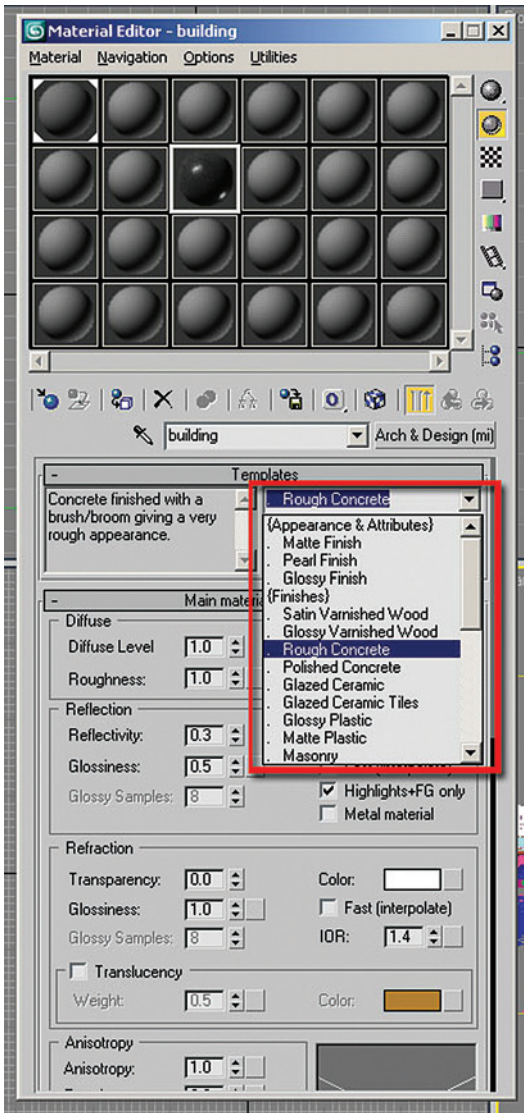 Material Editor - building
Material Navigation Options Utilities
building Arch & Design (mi)
- Templates
Concrete finished with a
brush/broom giving a very
rough appearance.
. Rough Concrete
{Appearance & Attributes}
. Matte Finish
. Pearl Finish
. Glossy Finish
{Finishes}
. Satin Varnished Wood
. Glossy Varnished Wood
. Rough Concrete
. Polished Concrete
. Glazed Ceramic
. Glazed Ceramic Tiles
. Glossy Plastic
. Matte Plastic
. Masonry
- Main materia
Diffuse
Diffuse Level 1.0
Roughness: 1.0
Reflection
Reflectivity: 0.3
Glossiness: 0.5
Glossy Samples: 8
Highlights+FG only
Metal material
Refraction
Transparency: 0.0 Color:
Glossiness: 1.0 Fast (interpolate)
Glossy Samples: 8 IOR: 1.4
Translucency
Weight: 0.5 Color:
Anisotropy
Anisotropy: 1.0